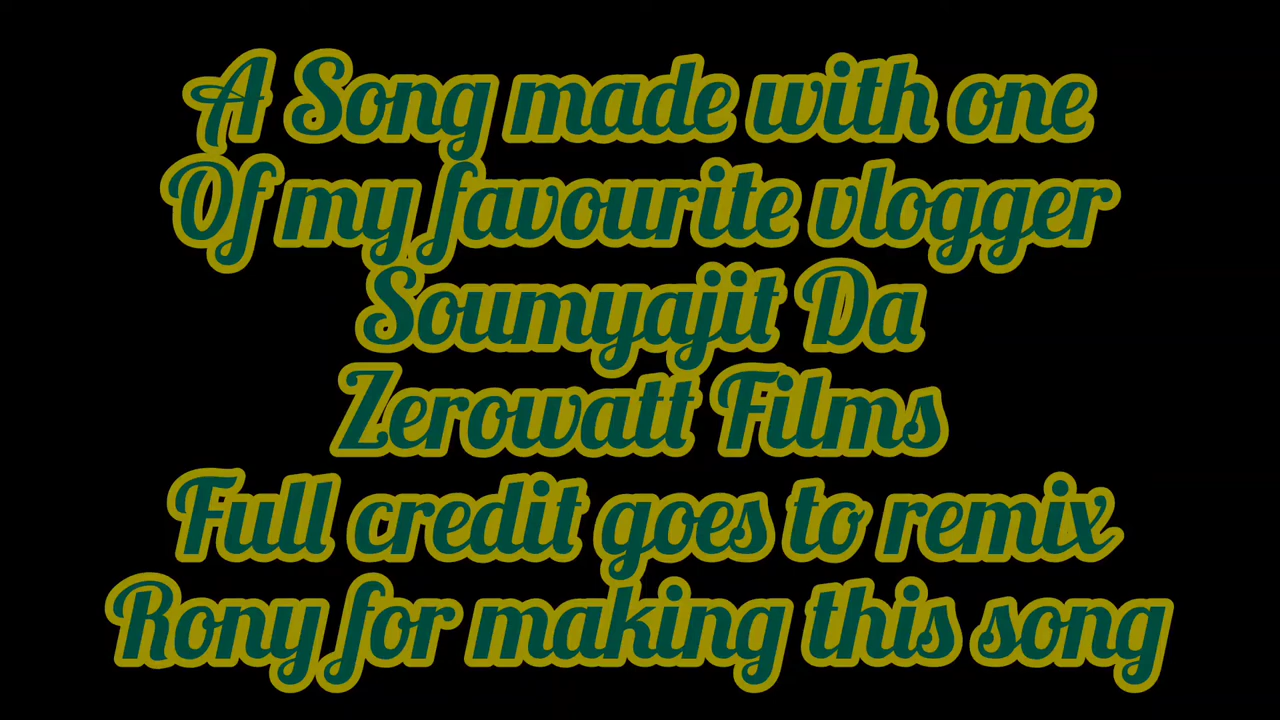 A Song made with one
Of my favourite vlogger
Soumyajit Da
Zerowatt Films
Full credit goes to remix
Rony for making this song